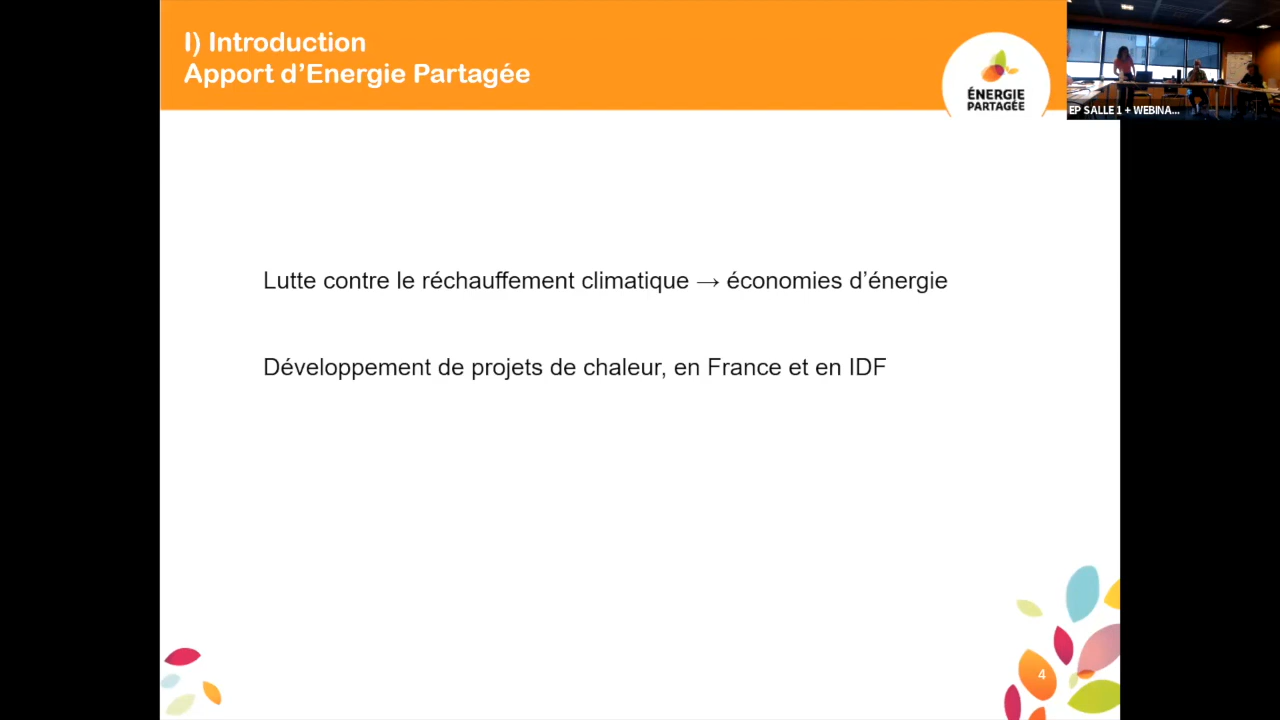 I) Introduction
Apport d’Energie Partagée
ÉNERGIE
PARTAGÉE
EP SALLE 1 + WEBINA...
Lutte contre le réchauffement climatique → économies d’énergie
Développement de projets de chaleur, en France et en IDF
4